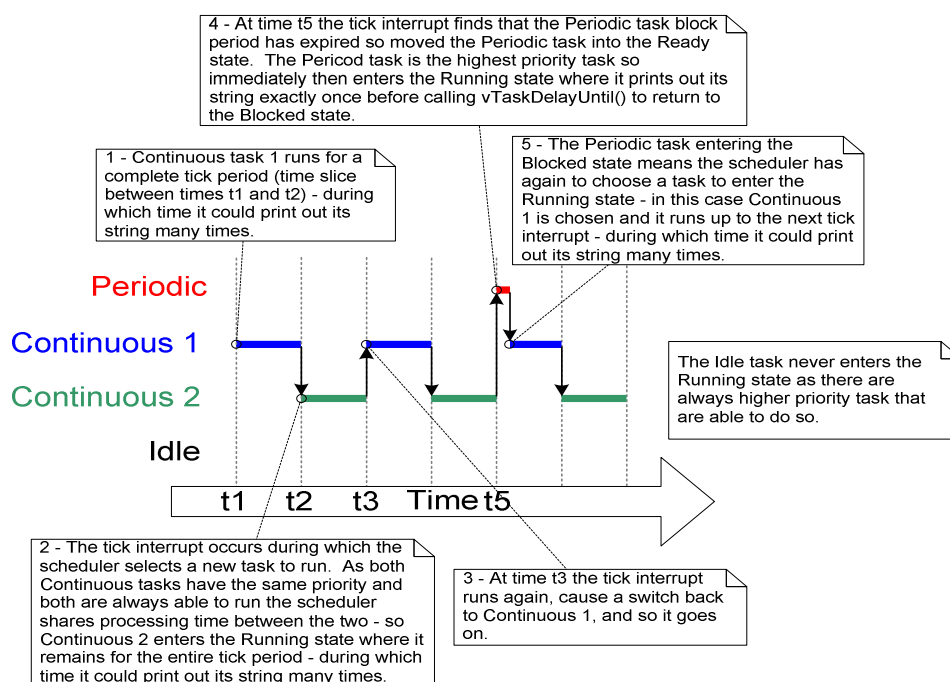 4 - At time t5 the tick interrupt finds that the Periodic task block
period has expired so moved the Periodic task into the Ready
state. The Pericod task is the highest priority task so
immediately then enters the Running state where it prints out its
string exactly once before calling vTaskDelayUntil() to return to
the Blocked state.
1 - Continuous task 1 runs for a
complete tick period (time slice
between times t1 and t2) - during
which time it could print out its
string many times.
5 - The Periodic task entering the
Blocked state means the scheduler has
again to choose a task to enter the
Running state - in this case Continuous
1 is chosen and it runs up to the next tick
interrupt - during which time it could print
out its string many times.
Periodic
Continuous 1
Continuous 2
Idle
The Idle task never enters the
Running state as there are
always higher priority task that
are able to do so.
t1 t2 t3 Time t5
2 - The tick interrupt occurs during which the
scheduler selects a new task to run. As both
Continuous tasks have the same priority and
both are always able to run the scheduler
shares processing time between the two - so
Continuous 2 enters the Running state where it
remains for the entire tick period - during which
time it could print out its string many times.
3 - At time t3 the tick interrupt
runs again, cause a switch back
to Continuous 1, and so it goes
on.